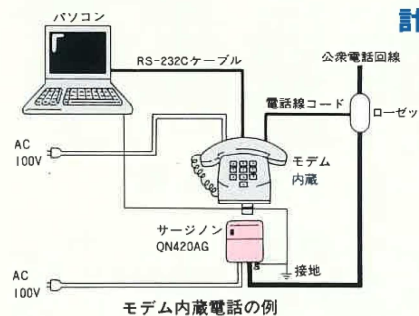 計
パソコン
RS-232Cケーブル
公衆電話回線
電話線コード
ローゼッ
AC
100V
モデム
内蔵
サージノン
QN420AG
接地
AC
100V
モデム内蔵電話の例